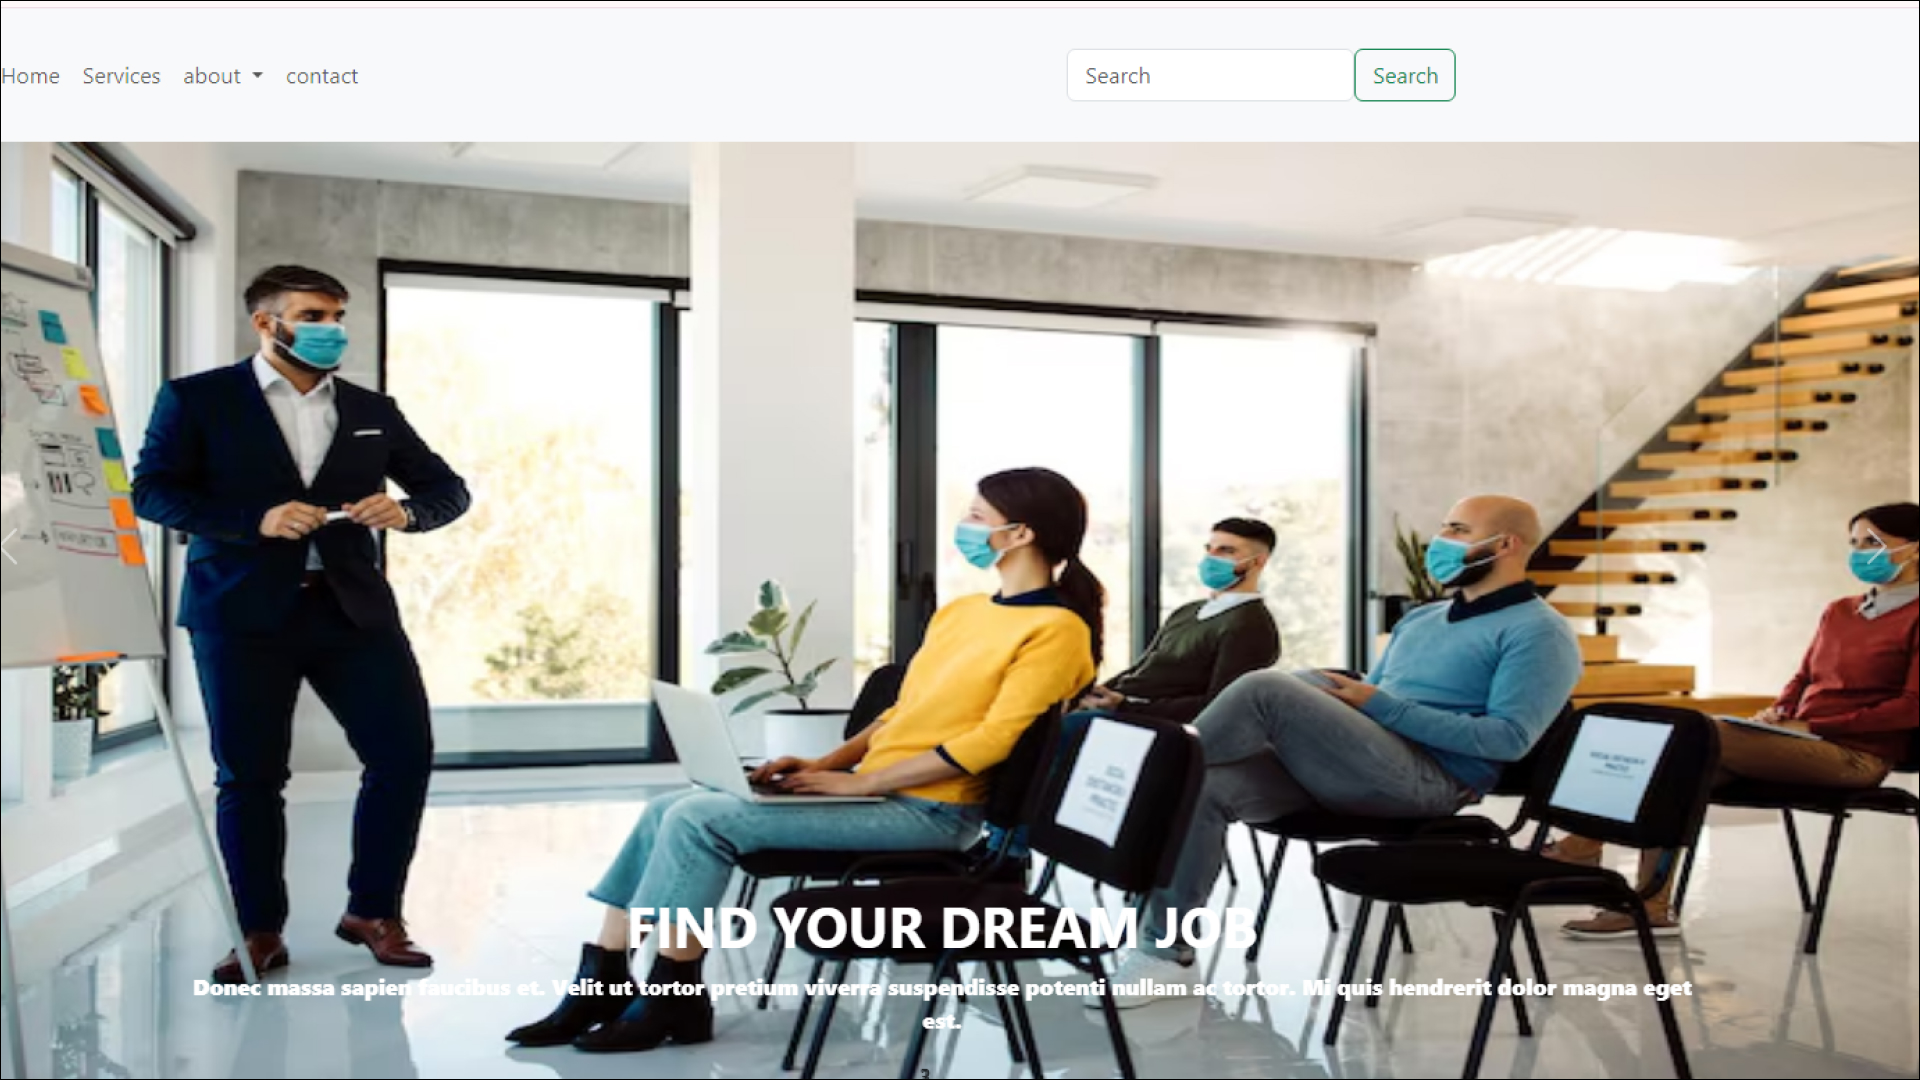 Home Services about contact Search Search
FIND YOUR DREAM JOB
Donec massa sapien faucibus et. Velit ut tortor pretium viverra suspendisse potenti nullam ac tortor. Mi quis hendrerit dolor magna eget
est.
3